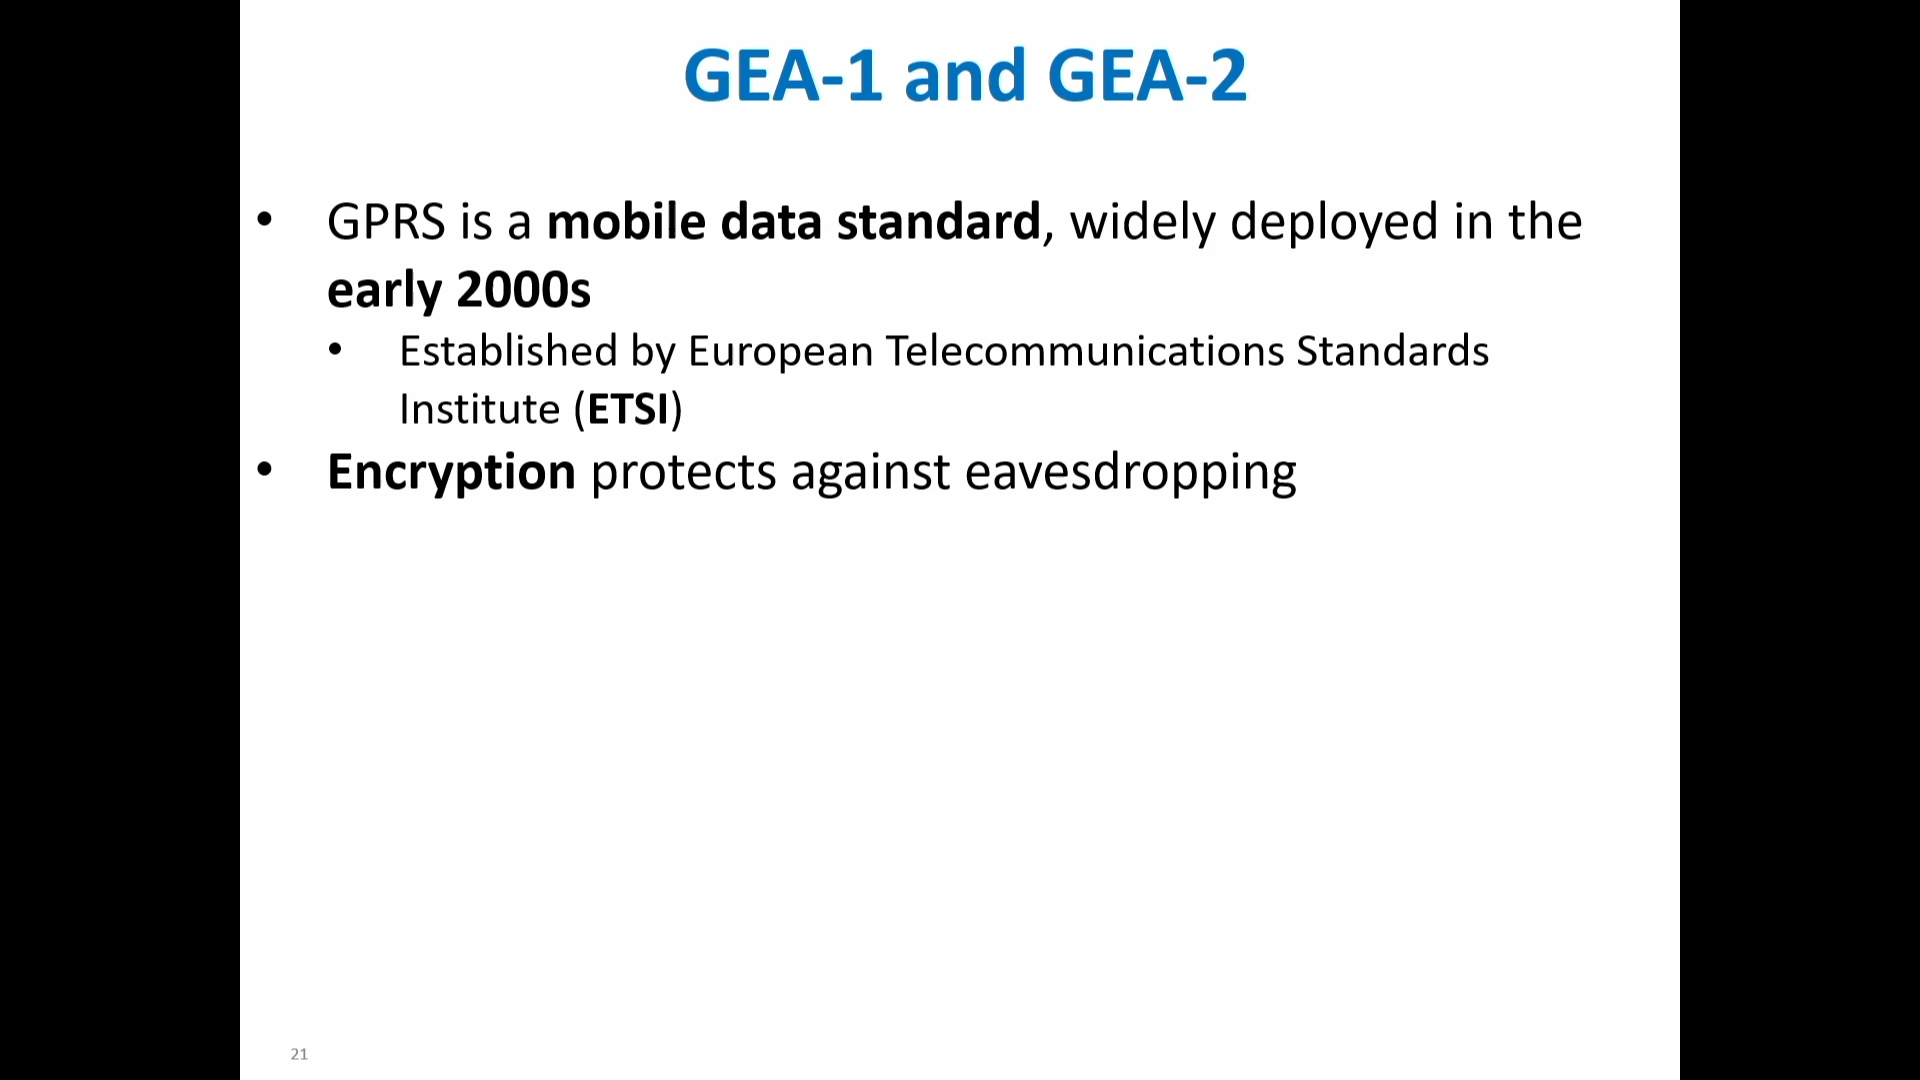 GEA-1 and GEA-2
• GPRS is a mobile data standard, widely deployed in the
early 2000s
• Established by European Telecommunications Standards
Institute (ETSI)
• Encryption protects against eavesdropping
21